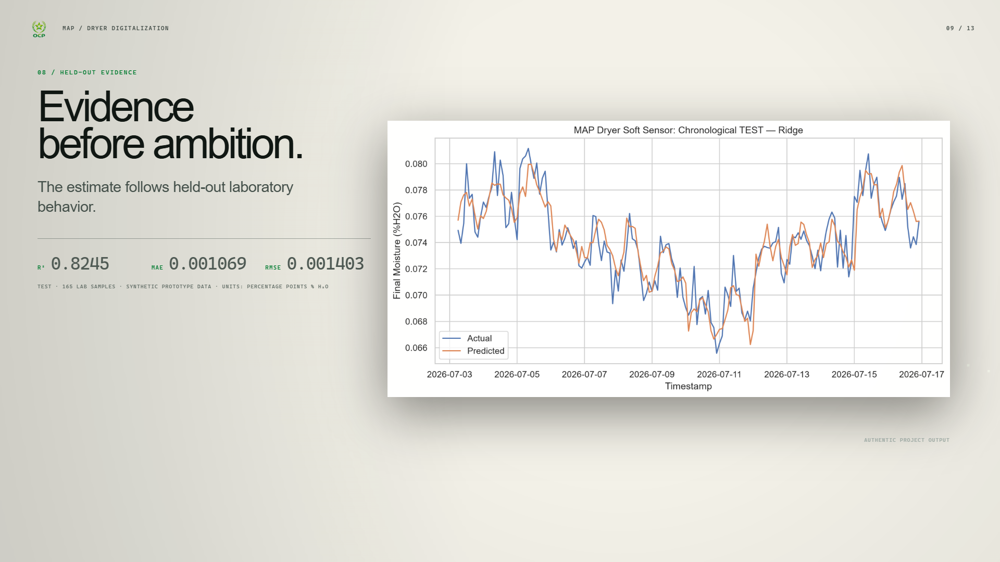 OCP
MAP / DRYER DIGITALIZATION
09 / 13
08 / HELD-OUT EVIDENCE
Evidence
before ambition.
The estimate follows held-out laboratory
behavior.
R² 0.8245
MAE 0.001069
RMSE 0.001403
TEST · 165 LAB SAMPLES · SYNTHETIC PROTOTYPE DATA · UNITS: PERCENTAGE POINTS % H₂O
MAP Dryer Soft Sensor: Chronological TEST — Ridge
Final Moisture (%H2O)
0.080
0.078
0.076
0.074
0.072
0.070
0.068
0.066
Actual
Predicted
2026-07-03 2026-07-05 2026-07-07 2026-07-09 2026-07-11 2026-07-13 2026-07-15 2026-07-17
Timestamp
AUTHENTIC PROJECT OUTPUT